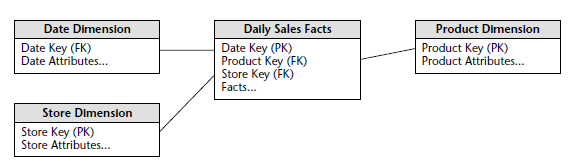 Date Dimension
Date Key (FK)
Date Attributes...
Daily Sales Facts
Date Key (PK)
Product Key (FK)
Store Key (FK)
Facts...
Product Dimension
Product Key (PK)
Product Attributes...
Store Dimension
Store Key (PK)
Store Attributes...